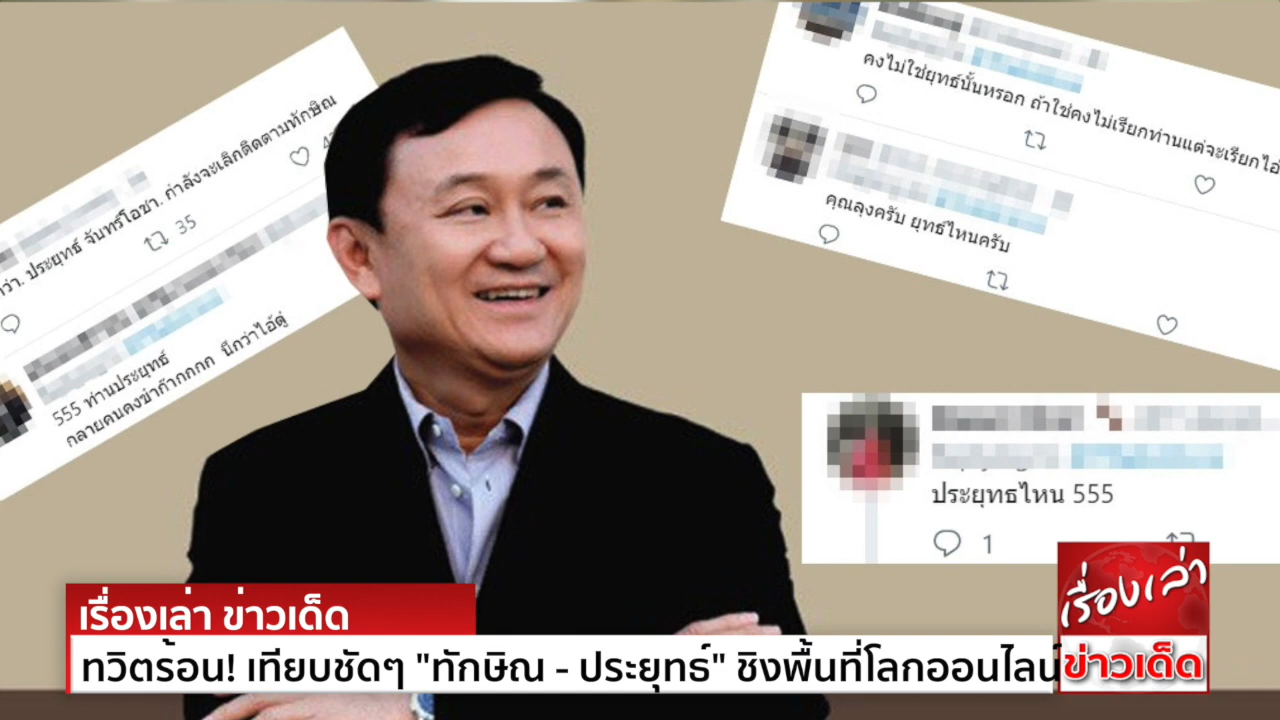 กว่า. ประยุทธ์ จันทร์โอชา. กำลังจะเล็กติดตามทักษิณ
35
555 ท่านประยุทธ์
กลายคนคงขำก๊ากกกก นึกว่าไอ้ตู่
คงไม่ใช่ยุทธ์นั้นหรอก ถ้าใช่คงไม่เรียกท่านแต่จะเรียกไอ้
คุณลุงครับ ยุทธ์ไหนครับ
ประยุทธไหน 555
1
เรื่องเล่า ข่าวเด็ด
ทวิตร้อน! เทียบชัดๆ "ทักษิณ - ประยุทธ์" ชิงพื้นที่โลกออนไลน์
เรื่องเล่า
ข่าวเด็ด